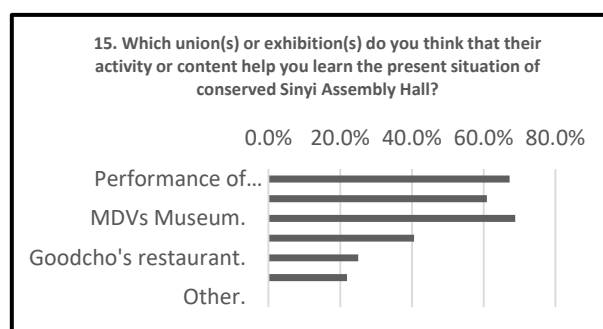 15. Which union(s) or exhibition(s) do you think that their
activity or content help you learn the present situation of
conserved Sinyi Assembly Hall?
0.0% 20.0% 40.0% 60.0% 80.0%
Performance of…
MDVs Museum.
Goodcho's restaurant.
Other.